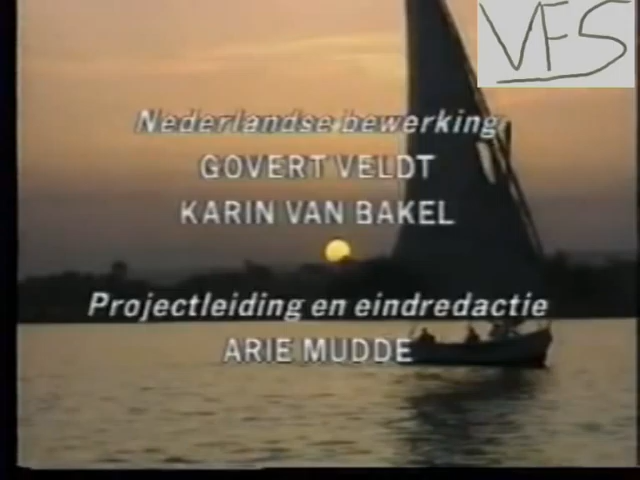 VFS
Nederlandse bewerking
GOVERT VELDT
KARIN VAN BAKEL
Projectleiding en eindredactie
ARIE MUDDE